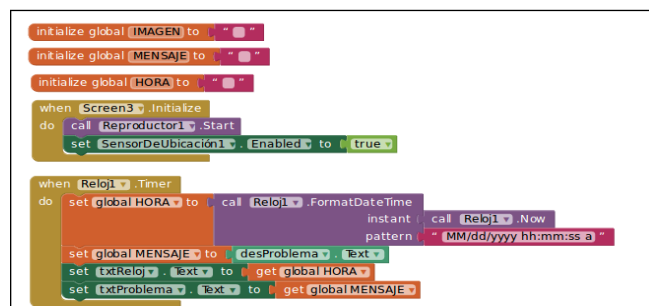 initialize global IMAGEN to " "
initialize global MENSAJE to " "
initialize global HORA to " "
when Screen3 .Initialize
do call Reproductor1 .Start
set SensorDeUbicación1 . Enabled to true
when Reloj1 .Timer
do set global HORA to call Reloj1 .FormatDateTime
instant call Reloj1 .Now
pattern " MM/dd/yyyy hh:mm:ss a "
set global MENSAJE to desProblema . Text
set txtReloj . Text to get global HORA
set txtProblema . Text to get global MENSAJE